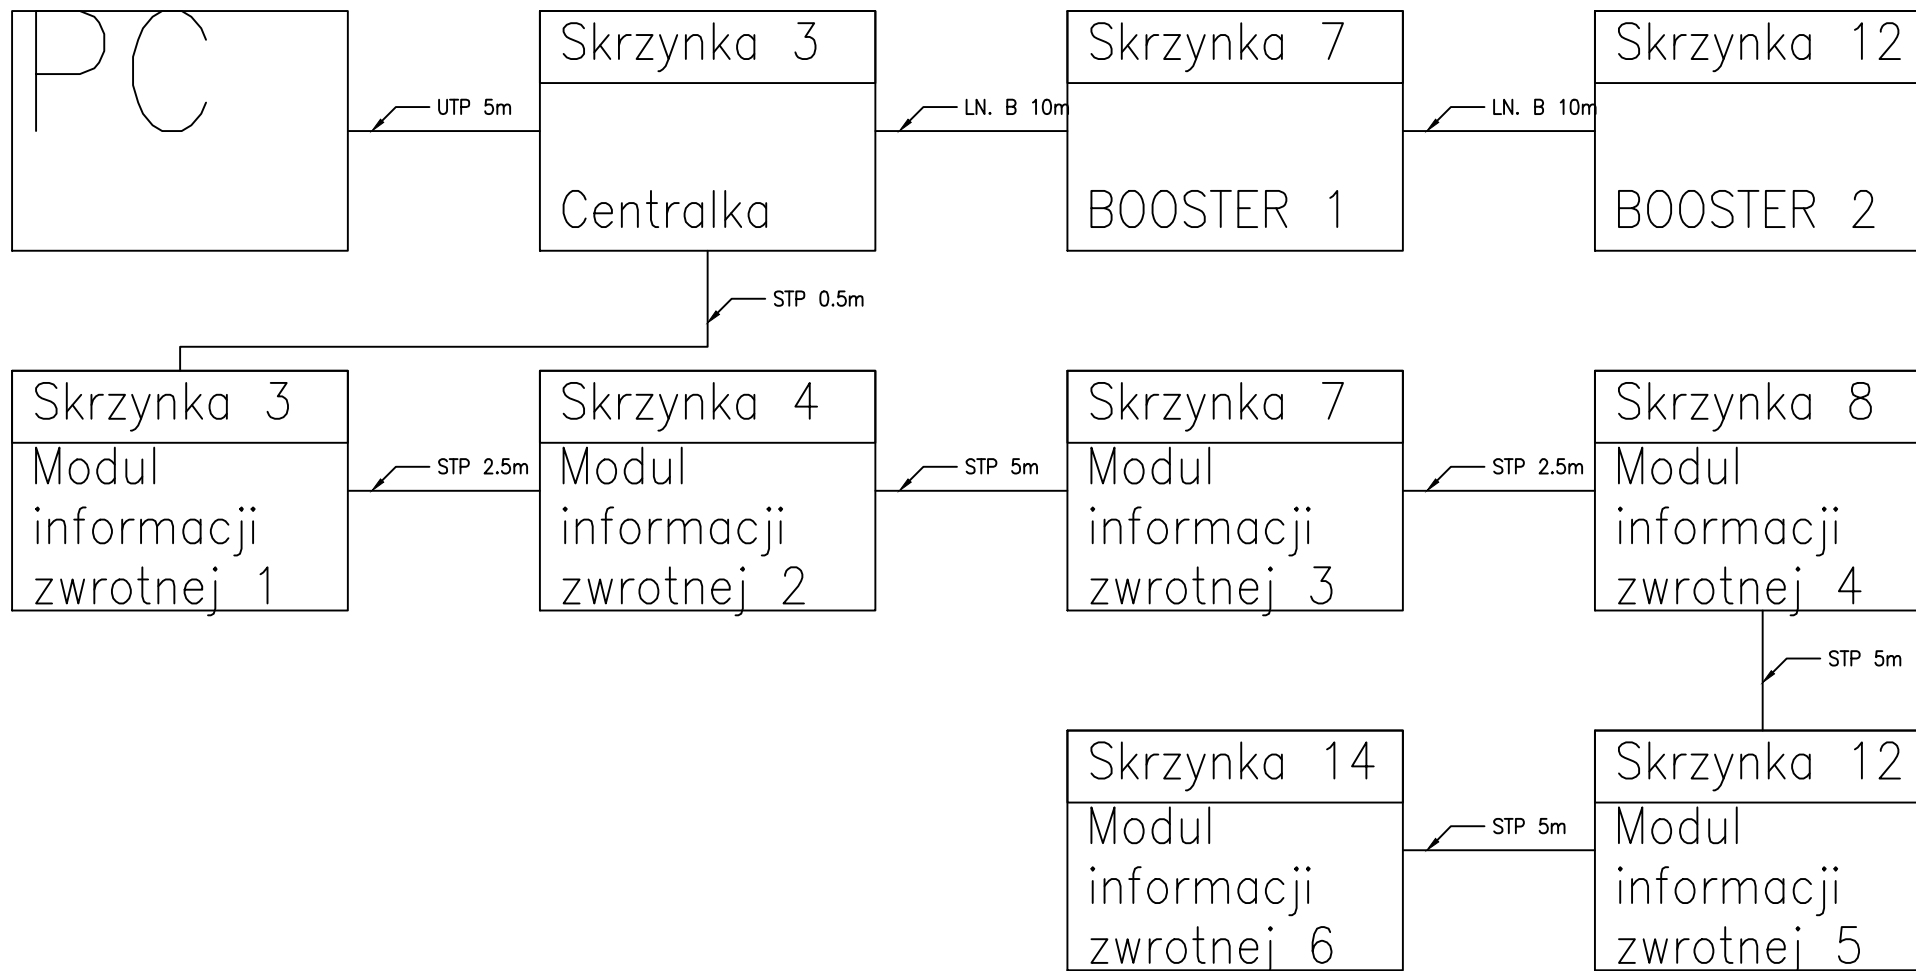 PC
Skrzynka 3
Skrzynka 7
Skrzynka 12
UTP 5m
LN. B 10m
LN. B 10m
Centralka
BOOSTER 1
BOOSTER 2
STP 0.5m
Skrzynka 3
Skrzynka 4
Skrzynka 7
Skrzynka 8
Modul
informacji
zwrotnej 1
STP 2.5m
Modul
informacji
zwrotnej 2
STP 5m
Modul
informacji
zwrotnej 3
STP 2.5m
Modul
informacji
zwrotnej 4
STP 5m
Skrzynka 14
Skrzynka 12
Modul
informacji
zwrotnej 6
STP 5m
Modul
informacji
zwrotnej 5